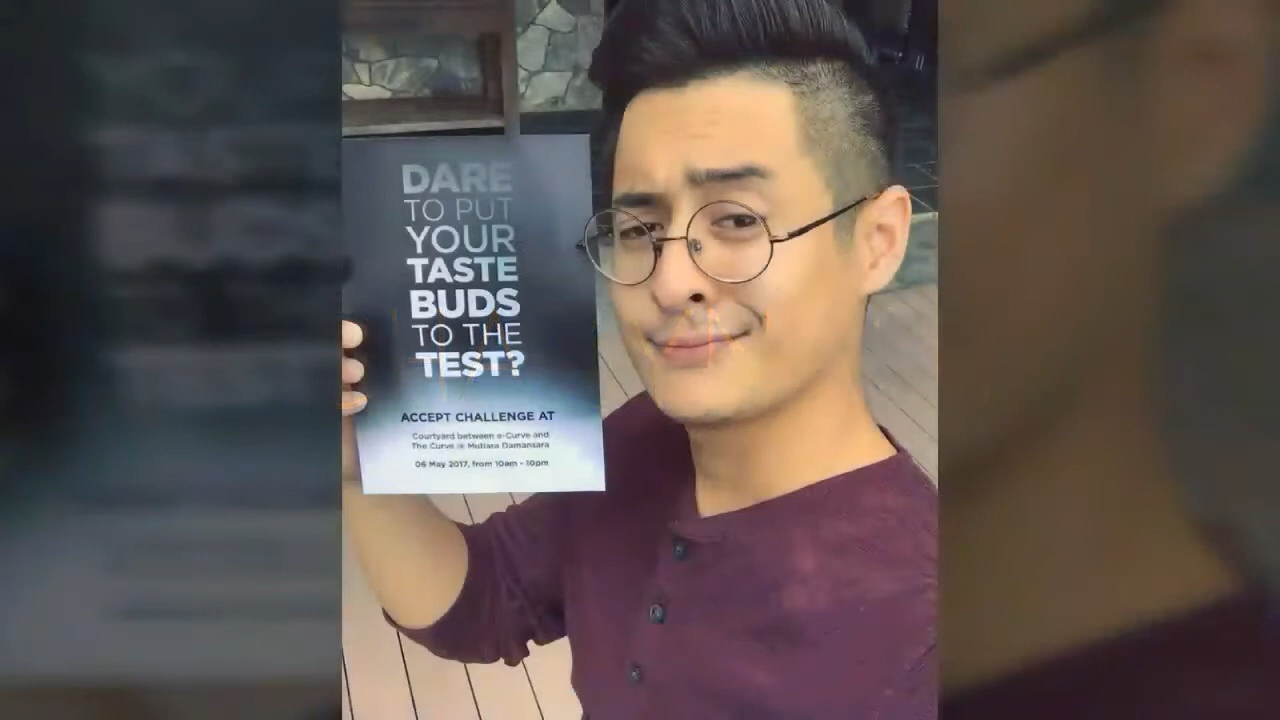 DARE
TO PUT
YOUR
TASTE
BUDS
TO THE
TEST?
ACCEPT CHALLENGE AT
Courtyard between e-Curve and
The Curve @ Mutiara Damansara
06 May 2017, from 10am - 10pm